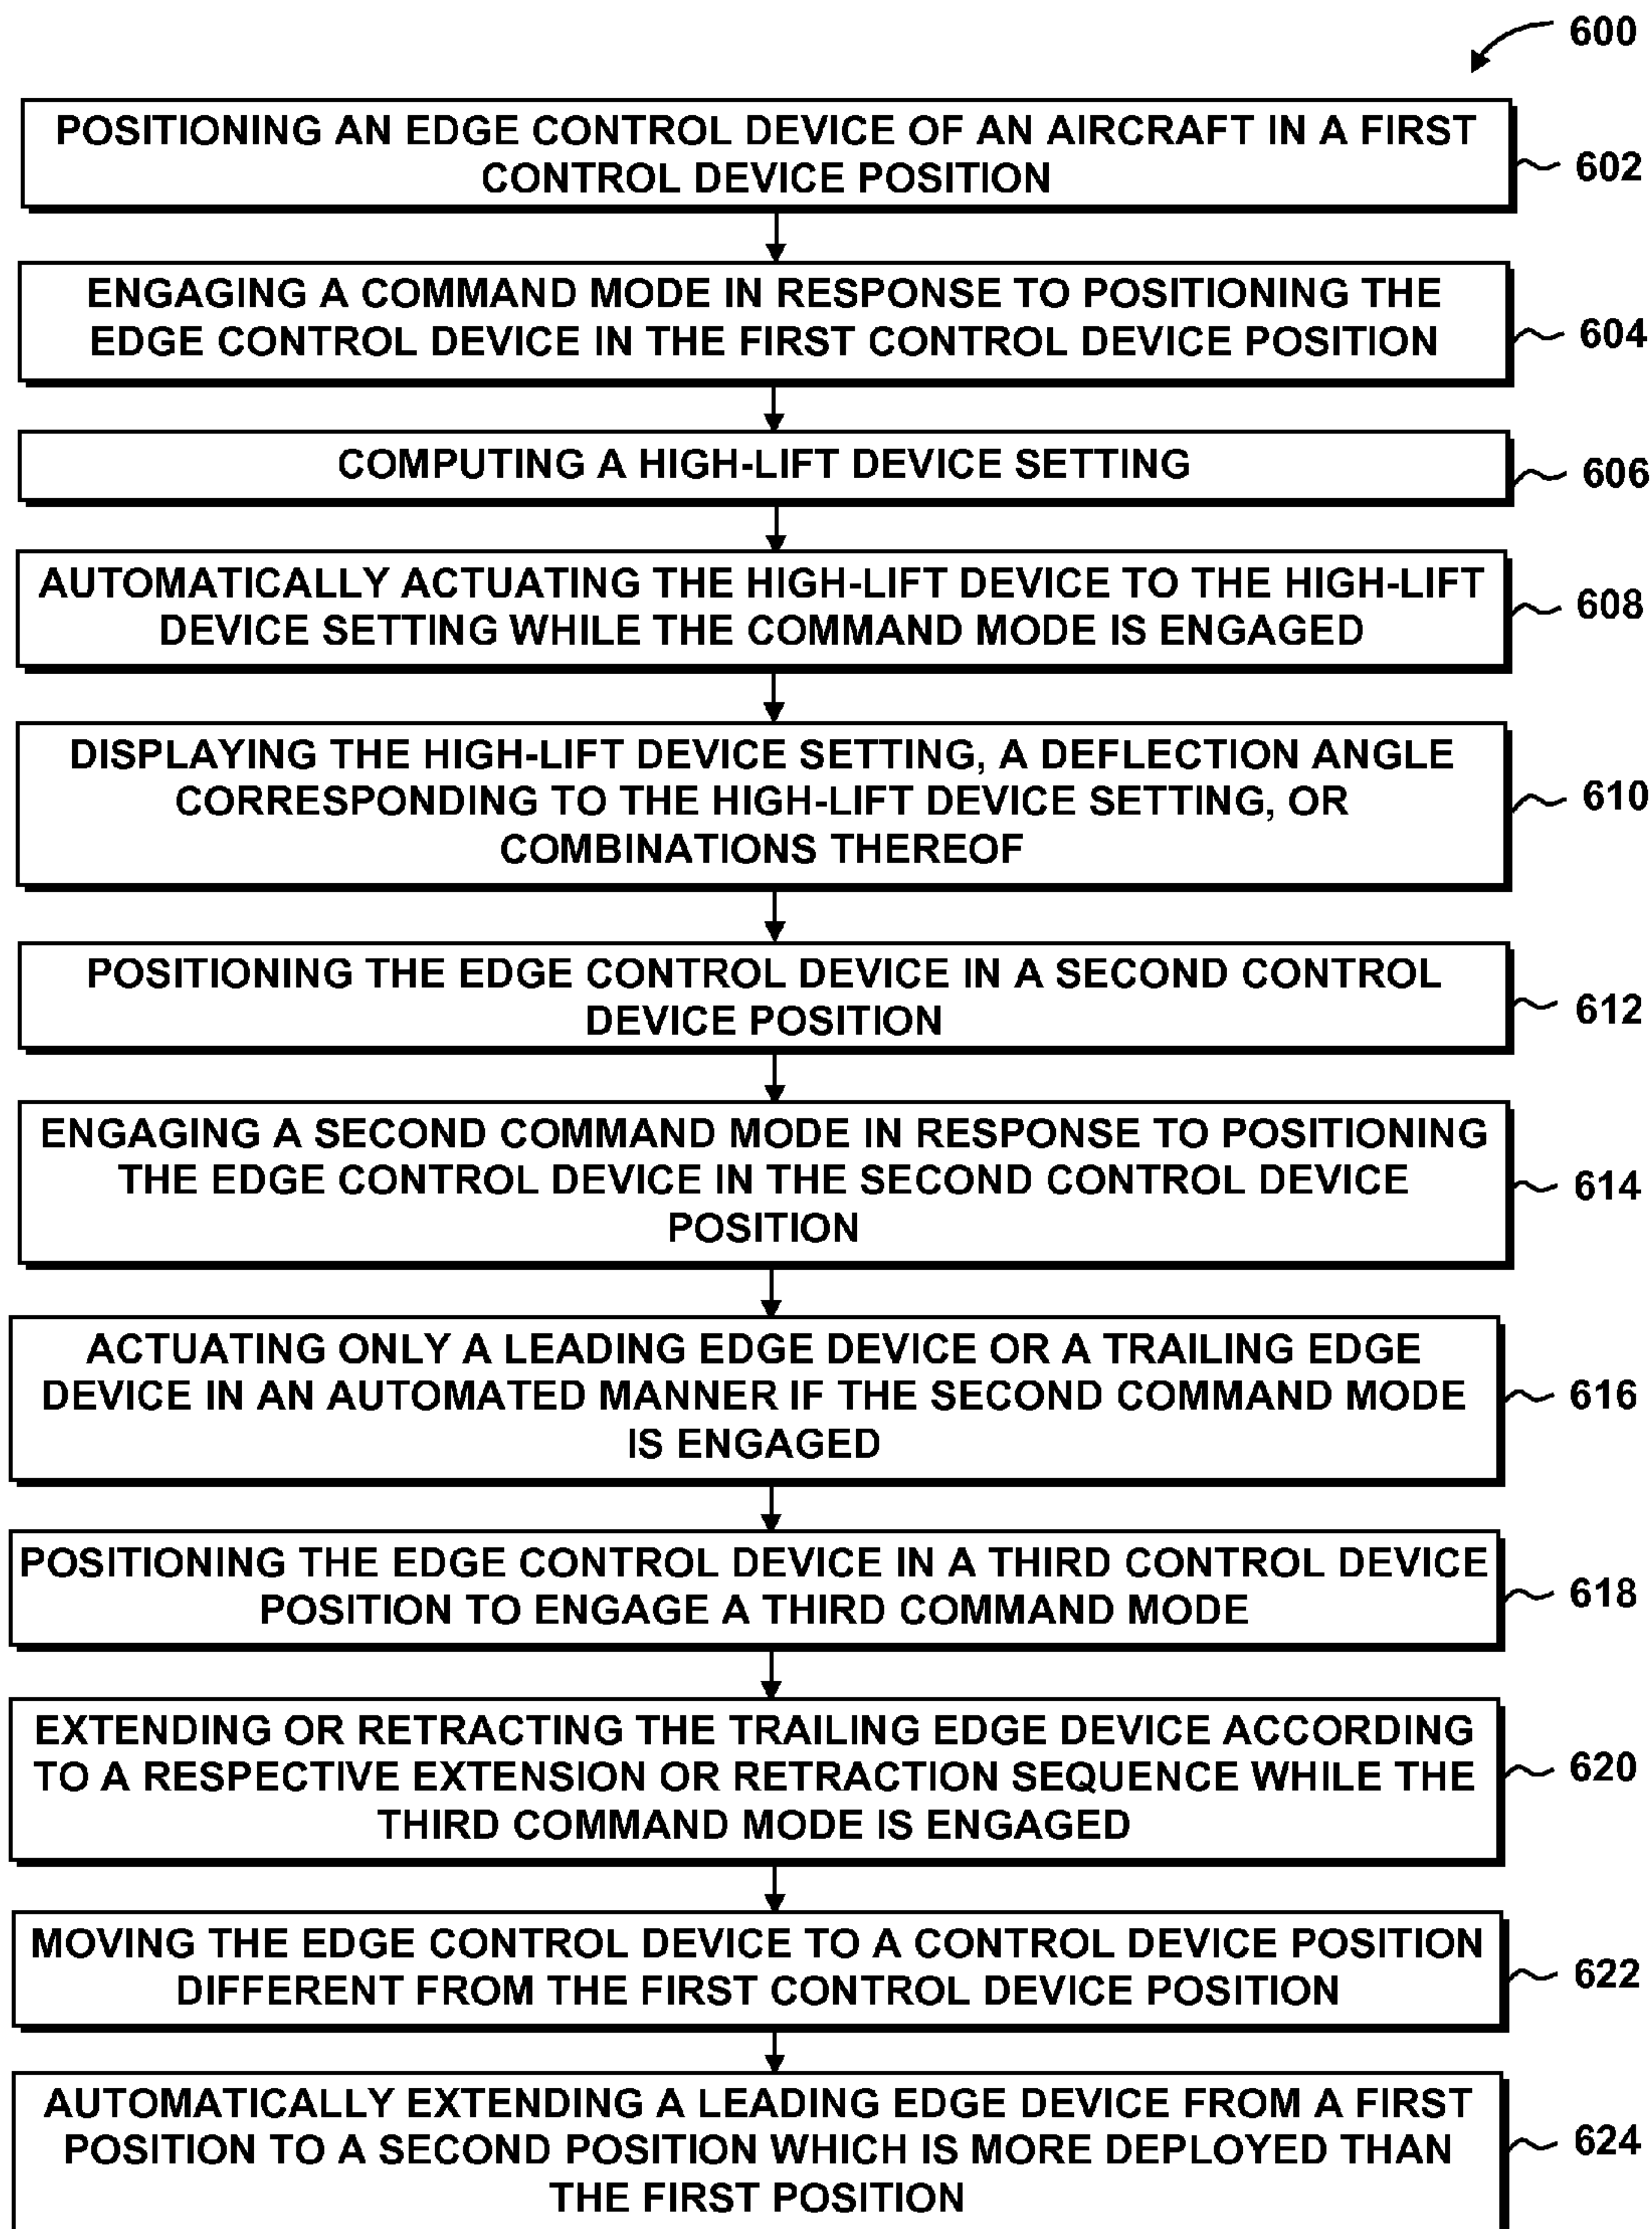 600
POSITIONING AN EDGE CONTROL DEVICE OF AN AIRCRAFT IN A FIRST
CONTROL DEVICE POSITION
602
ENGAGING A COMMAND MODE IN RESPONSE TO POSITIONING THE
EDGE CONTROL DEVICE IN THE FIRST CONTROL DEVICE POSITION
604
COMPUTING A HIGH-LIFT DEVICE SETTING
606
AUTOMATICALLY ACTUATING THE HIGH-LIFT DEVICE TO THE HIGH-LIFT
DEVICE SETTING WHILE THE COMMAND MODE IS ENGAGED
608
DISPLAYING THE HIGH-LIFT DEVICE SETTING, A DEFLECTION ANGLE
CORRESPONDING TO THE HIGH-LIFT DEVICE SETTING, OR
COMBINATIONS THEREOF
610
POSITIONING THE EDGE CONTROL DEVICE IN A SECOND CONTROL
DEVICE POSITION
612
ENGAGING A SECOND COMMAND MODE IN RESPONSE TO POSITIONING
THE EDGE CONTROL DEVICE IN THE SECOND CONTROL DEVICE
POSITION
614
ACTUATING ONLY A LEADING EDGE DEVICE OR A TRAILING EDGE
DEVICE IN AN AUTOMATED MANNER IF THE SECOND COMMAND MODE
IS ENGAGED
616
POSITIONING THE EDGE CONTROL DEVICE IN A THIRD CONTROL DEVICE
POSITION TO ENGAGE A THIRD COMMAND MODE
618
EXTENDING OR RETRACTING THE TRAILING EDGE DEVICE ACCORDING
TO A RESPECTIVE EXTENSION OR RETRACTION SEQUENCE WHILE THE
THIRD COMMAND MODE IS ENGAGED
620
MOVING THE EDGE CONTROL DEVICE TO A CONTROL DEVICE POSITION
DIFFERENT FROM THE FIRST CONTROL DEVICE POSITION
622
AUTOMATICALLY EXTENDING A LEADING EDGE DEVICE FROM A FIRST
POSITION TO A SECOND POSITION WHICH IS MORE DEPLOYED THAN
THE FIRST POSITION
624